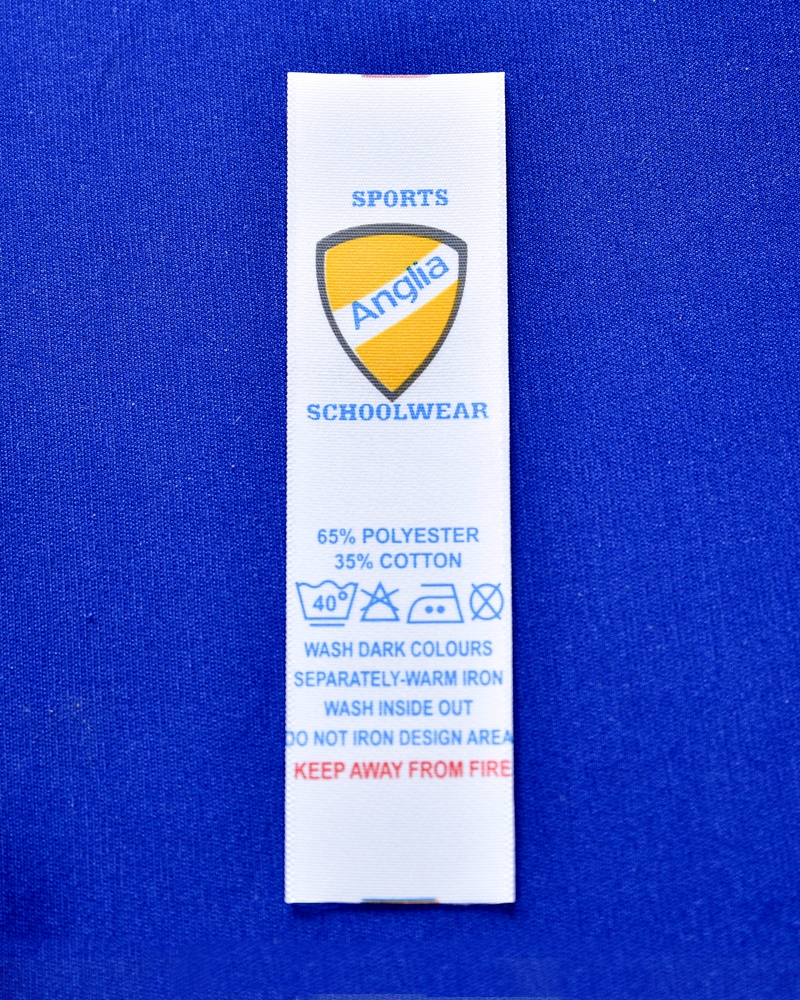 SPORTS
Anglia
SCHOOLWEAR
65% POLYESTER
35% COTTON
40°
WASH DARK COLOURS
SEPARATELY-WARM IRON
WASH INSIDE OUT
DO NOT IRON DESIGN AREA
KEEP AWAY FROM FIRE